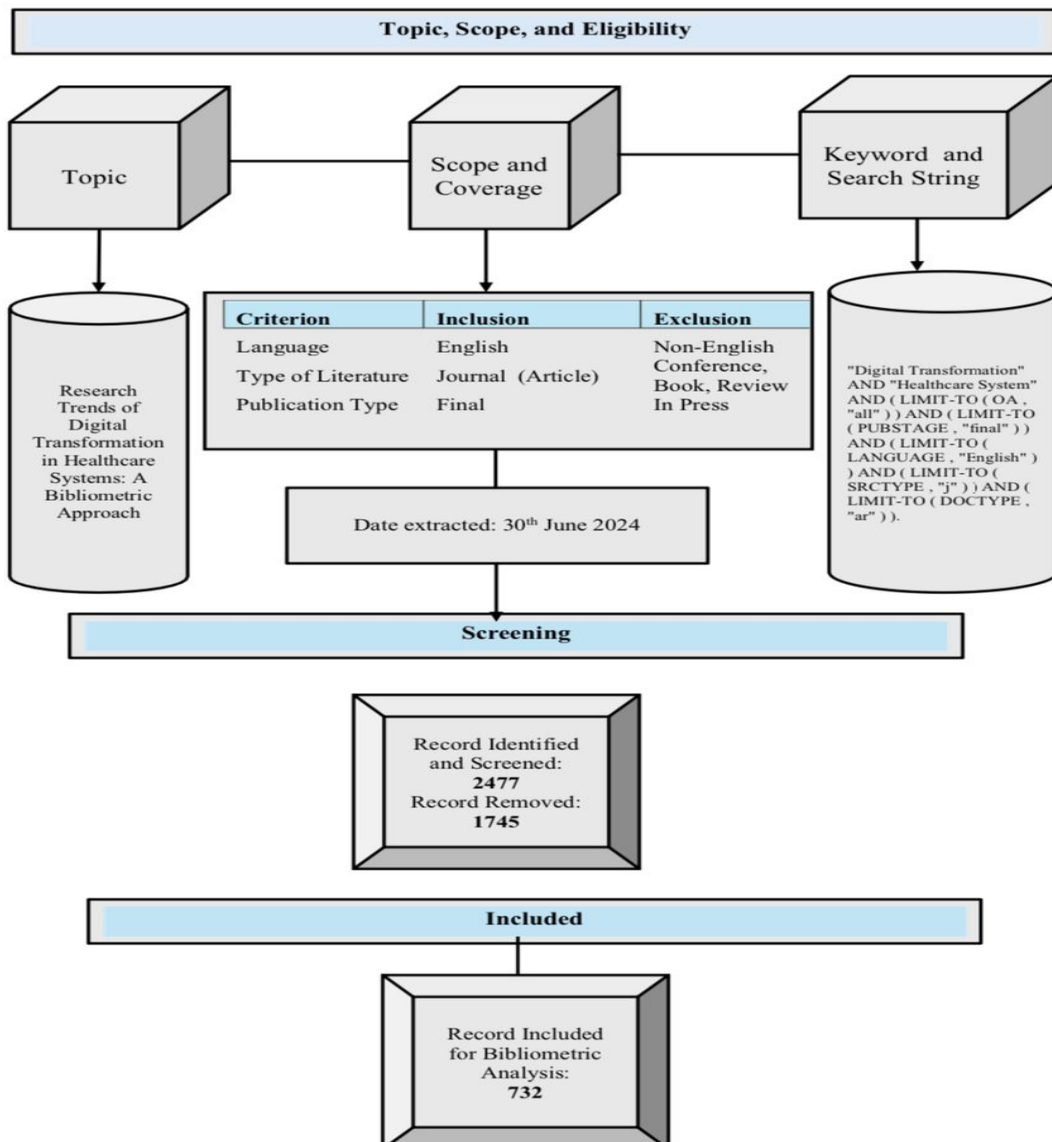 Topic, Scope, and Eligibility
Topic
Scope and
Coverage
Keyword and
Search String
Research
Trends of
Digital
Transformation
in Healthcare
Systems: A
Bibliometric
Approach
Criterion Inclusion Exclusion
Language English Non-English
Type of Literature Journal (Article) Conference,
Book, Review
Publication Type Final In Press
"Digital Transformation"
AND "Healthcare System"
AND ( LIMIT-TO ( OA ,
"all" ) ) AND ( LIMIT-TO
( PUBSTAGE , "final" ) )
AND ( LIMIT-TO (
LANGUAGE , "English" )
) AND ( LIMIT-TO (
SRCTYPE , "j" ) ) AND (
LIMIT-TO ( DOCTYPE ,
"ar" ) ).
Date extracted: 30th June 2024
Screening
Record Identified
and Screened:
2477
Record Removed:
1745
Included
Record Included
for Bibliometric
Analysis:
732